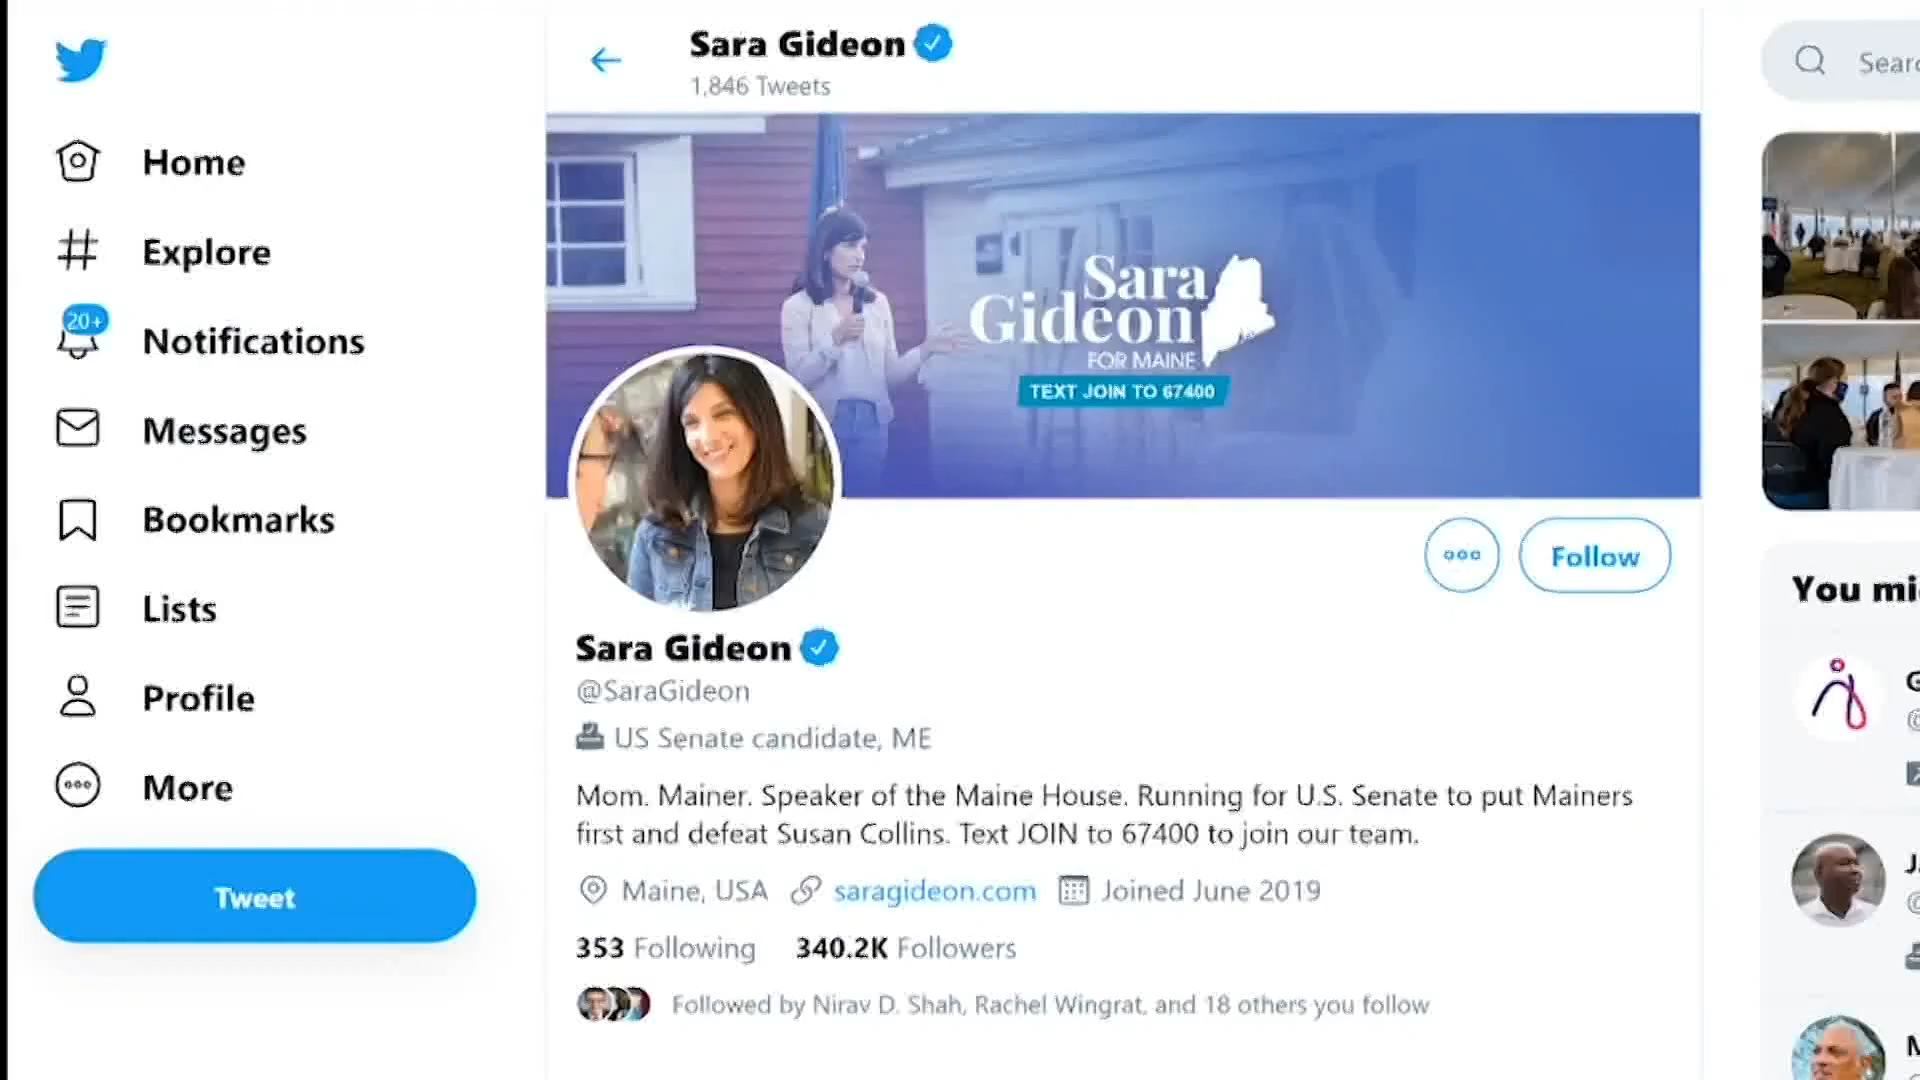 Sara Gideon
1,846 Tweets
Home
Explore
20+
Notifications
Messages
Bookmarks
Lists
Profile
More
Tweet
Sara
Gideon
FOR MAINE
TEXT JOIN TO 67400
Follow
Sara Gideon
@SaraGideon
US Senate candidate, ME
Mom. Mainer. Speaker of the Maine House. Running for U.S. Senate to put Mainers
first and defeat Susan Collins. Text JOIN to 67400 to join our team.
Maine, USA saragideon.com Joined June 2019
353 Following 340.2K Followers
Followed by Nirav D. Shah, Rachel Wingrat, and 18 others you follow
You